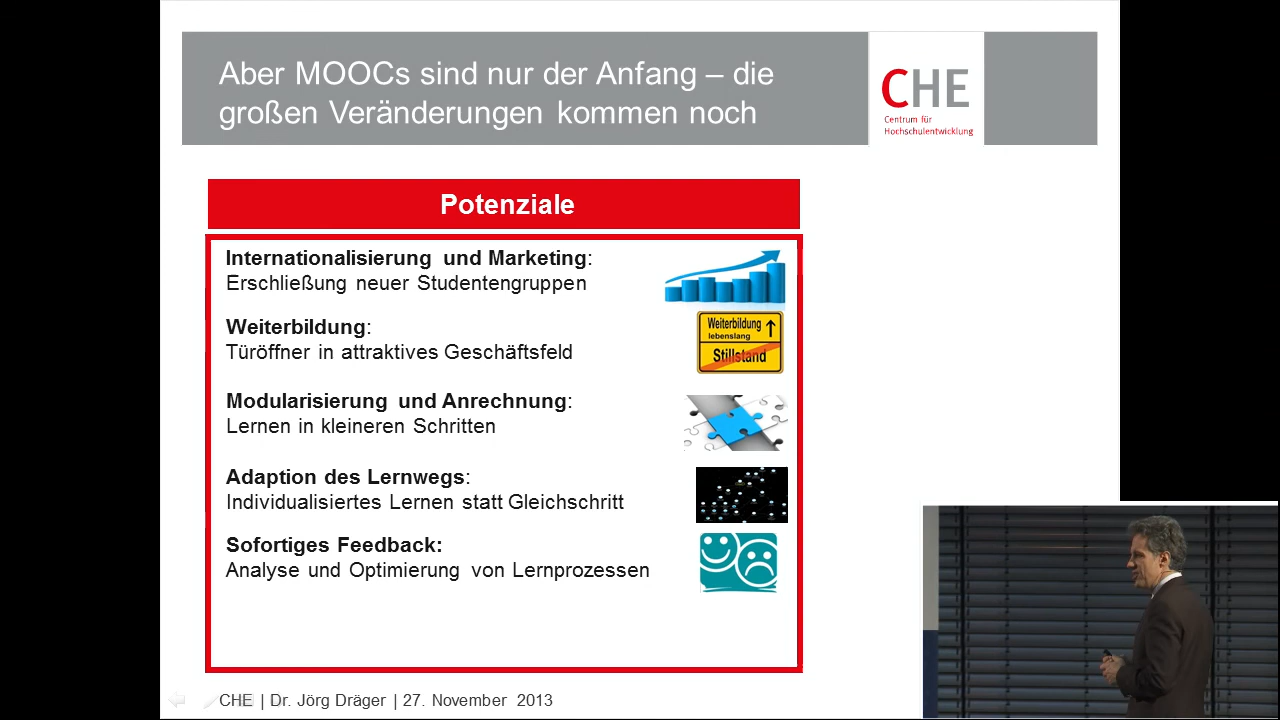 Aber MOOCs sind nur der Anfang – die
großen Veränderungen kommen noch
CHE
Centrum für
Hochschulentwicklung
Potenziale
Internationalisierung und Marketing:
Erschließung neuer Studentengruppen
Weiterbildung:
Türöffner in attraktives Geschäftsfeld
Weiterbildung
lebenslang
Stillstand
Modularisierung und Anrechnung:
Lernen in kleineren Schritten
Adaption des Lernwegs:
Individualisiertes Lernen statt Gleichschritt
Sofortiges Feedback:
Analyse und Optimierung von Lernprozessen
CHE | Dr. Jörg Dräger | 27. November 2013